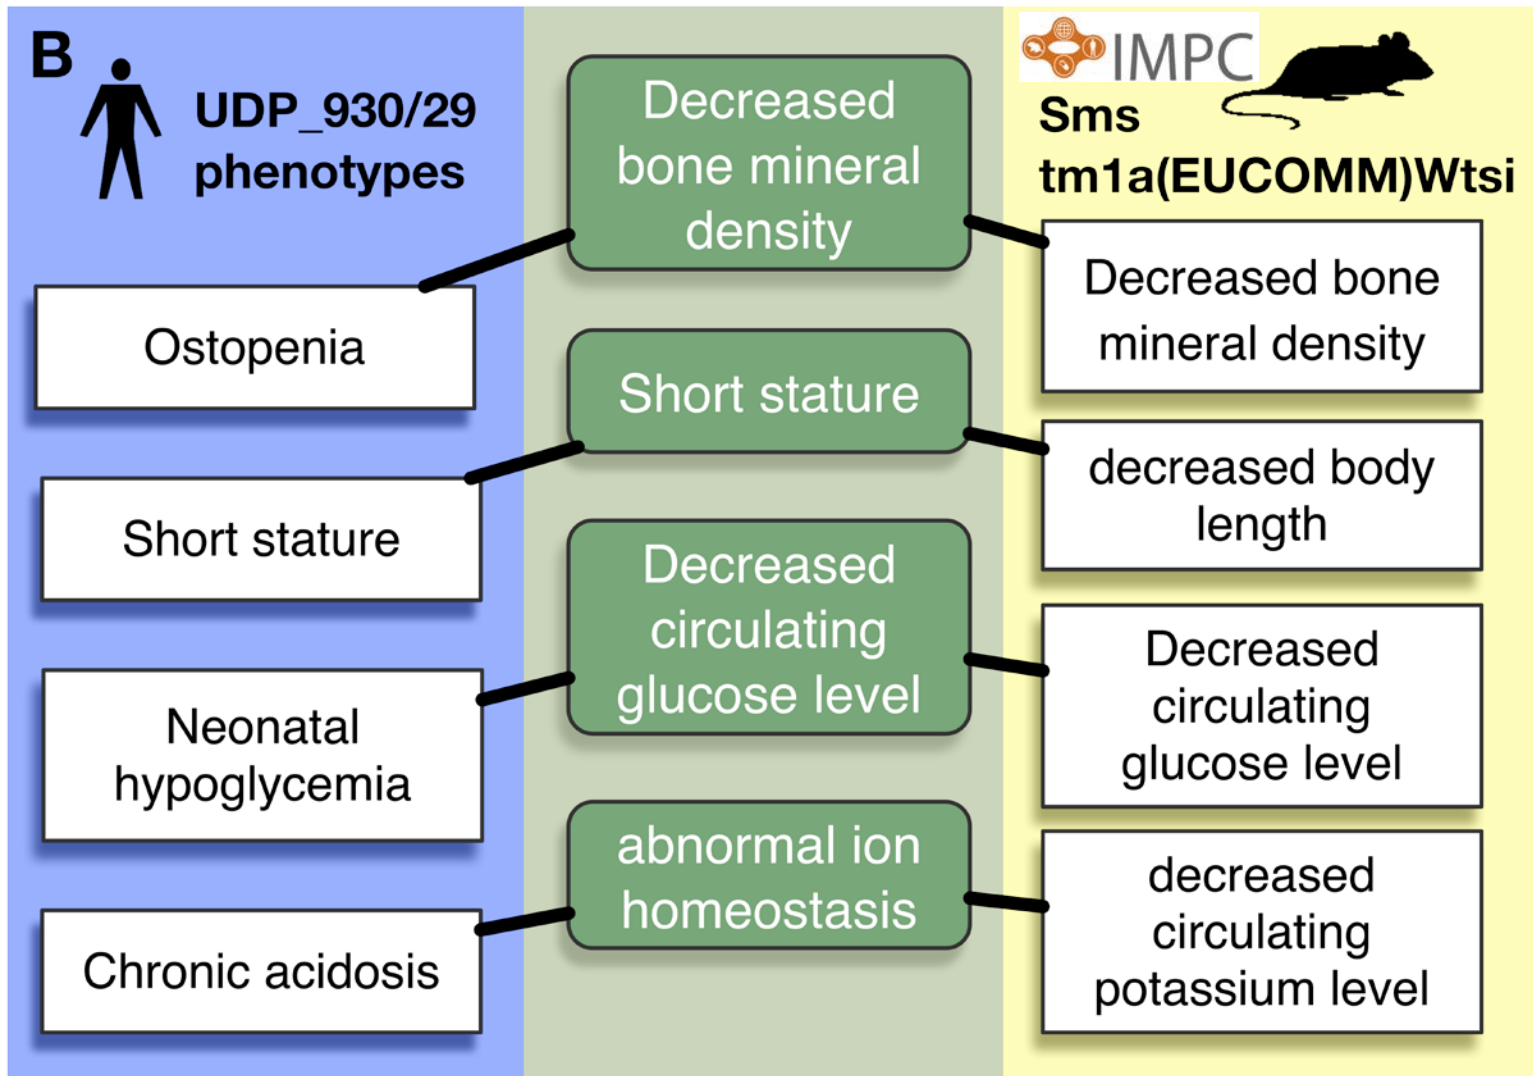 B
UDP_930/29
phenotypes
Ostopenia
Short stature
Neonatal
hypoglycemia
Chronic acidosis
Decreased
bone mineral
density
Short stature
Decreased
circulating
glucose level
abnormal ion
homeostasis
IMPC
Sms
tm1a(EUCOMM)Wtsi
Decreased bone
mineral density
decreased body
length
Decreased
circulating
glucose level
decreased
circulating
potassium level